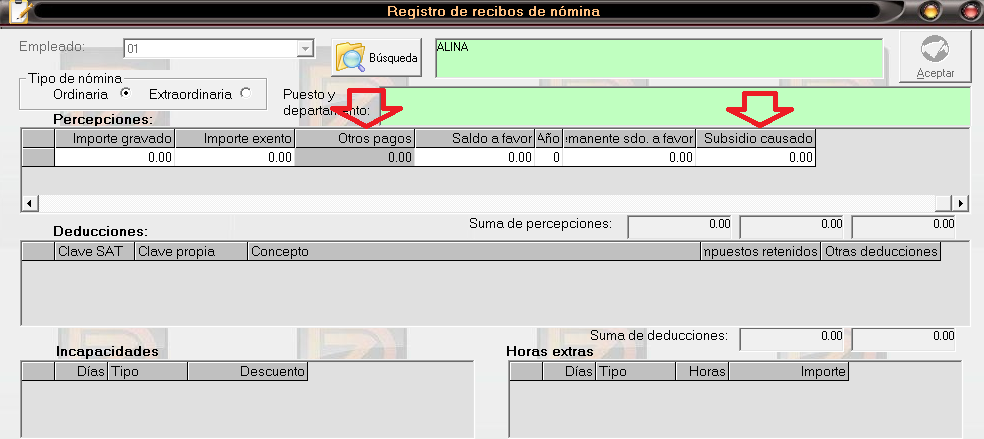 Registro de recibos de nómina
Empleado: 01 Búsqueda ALINA Aceptar
Tipo de nómina
Ordinaria Extraordinaria
Puesto y
departamento:
Percepciones:
Importe gravado Importe exento Otros pagos Saldo a favor Año emanente sdo. a favor Subsidio causado
0.00 0.00 0.00 0.00 0 0.00 0.00
Suma de percepciones: 0.00 0.00 0.00
Deducciones:
Clave SAT Clave propia Concepto npuestos retenidos Otras deducciones
Suma de deducciones: 0.00 0.00
Incapacidades
Días Tipo Descuento
Horas extras
Días Tipo Horas Importe